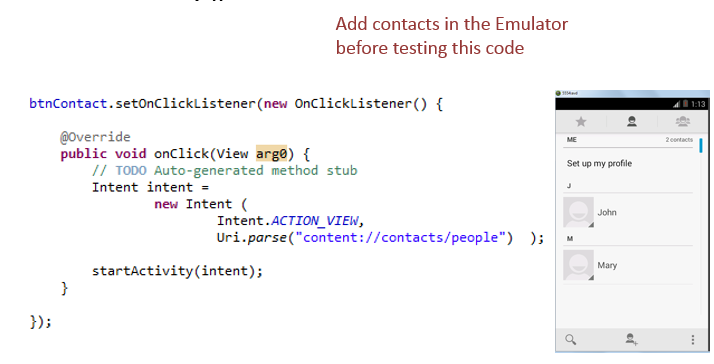 Add contacts in the Emulator
before testing this code
btnContact.setOnClickListener(new OnClickListener() {
@Override
public void onClick(View arg0) {
// TODO Auto-generated method stub
Intent intent =
new Intent (
Intent.ACTION_VIEW,
Uri.parse("content://contacts/people") );
startActivity(intent);
}
});
1:13
ME 2 contacts
Set up my profile
J
John
M
Mary